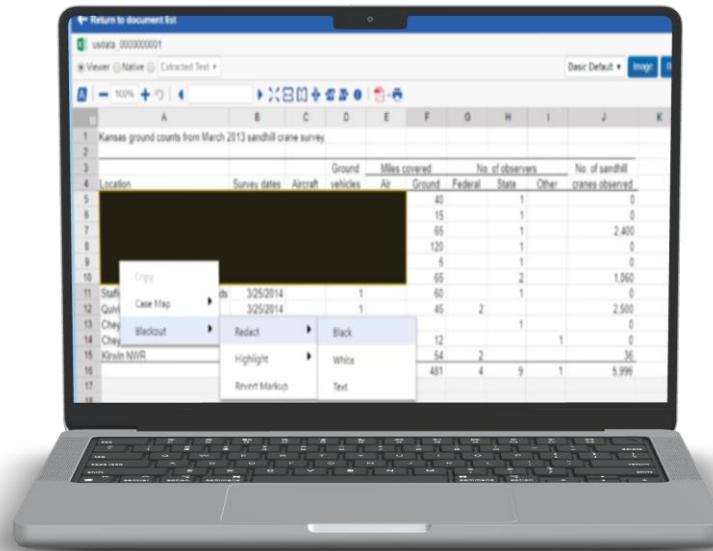 Return to document list
usdata_0000000001
Viewer Native Extracted Text
Basic Default Image
100%
A B C D E F G H I J K
1 Kansas ground counts from March 2013 sandhill crane survey.
2
3 Ground Miles covered No. of observers No. of sandhill
4 Location Survey dates Aircraft vehicles Air Ground Federal State Other cranes observed
5 40 1 0
6 15 1 0
7 65 1 2,400
8 120 1 0
9 5 1 0
10 65 2 1,060
11 3/25/2014 1 60 1 0
12 3/25/2014 1 45 2 2,500
13 1 0
14 12 1 0
15 Kirwin NWR 54 2 36
16 481 4 9 1 5,996
17
18
Copy
Case Map
Blackout
Redact
Highlight
Revert Markup
Black
White
Text